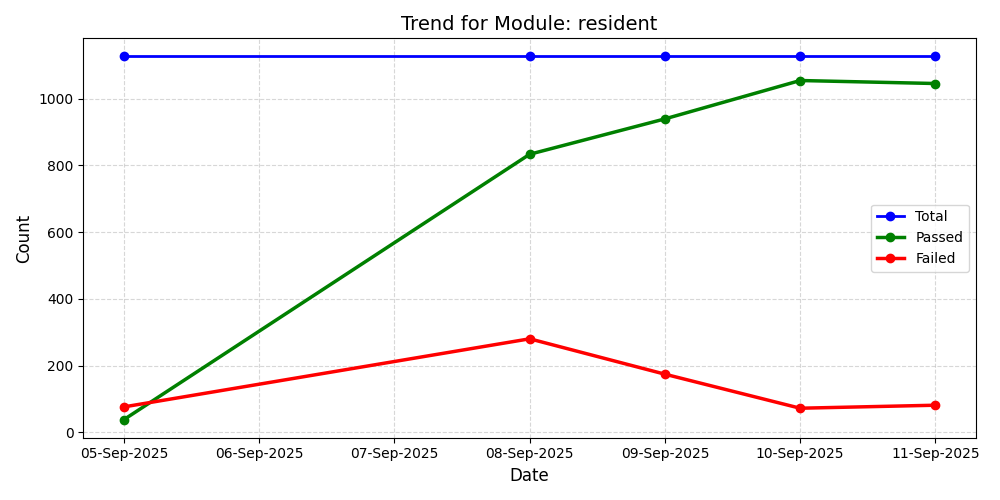 Trend for Module: resident
Count
1000
800
600
400
200
0
Total
Passed
Failed
05-Sep-2025 06-Sep-2025 07-Sep-2025 08-Sep-2025 09-Sep-2025 10-Sep-2025 11-Sep-2025
Date